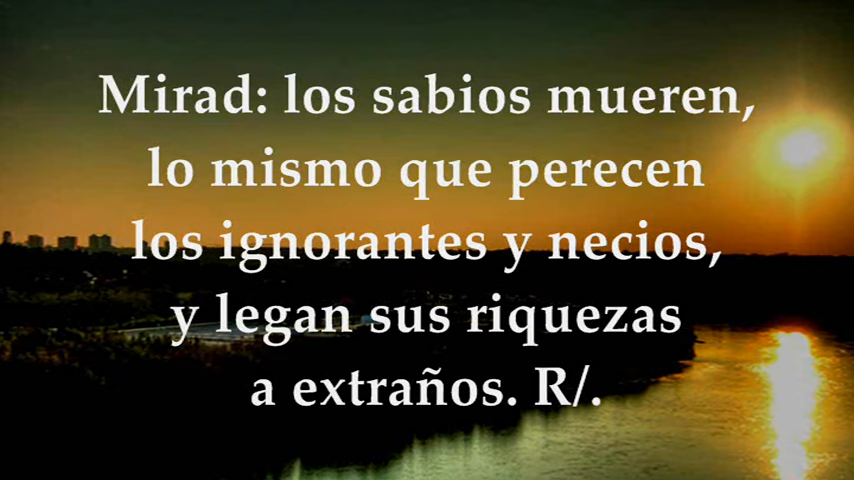 Mirad: los sabios mueren,
lo mismo que perecen
los ignorantes y necios,
y legan sus riquezas
a extraños. R/.